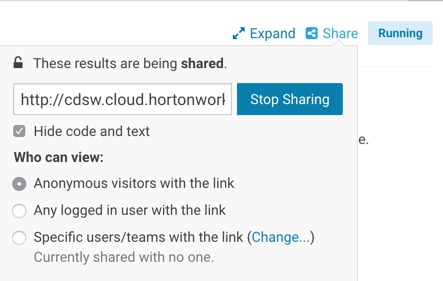 Expand Share Running
These results are being shared.
http://cdsw.cloud.hortonworl Stop Sharing
Hide code and text
e.
Who can view:
Anonymous visitors with the link
Any logged in user with the link
Specific users/teams with the link (Change...)
Currently shared with no one.